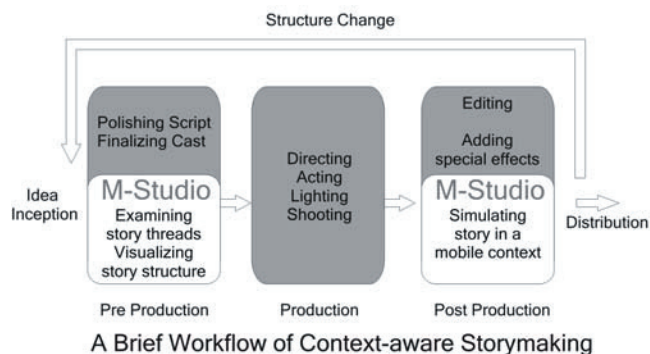 Structure Change
Idea
Inception
Polishing Script
Finalizing Cast
M-Studio
Examining
story threads
Visualizing
story structure
Pre Production
Directing
Acting
Lighting
Shooting
Production
Editing
Adding
special effects
M-Studio
Simulating
story in a
mobile context
Post Production
Distribution
A Brief Workflow of Context-aware Storymaking